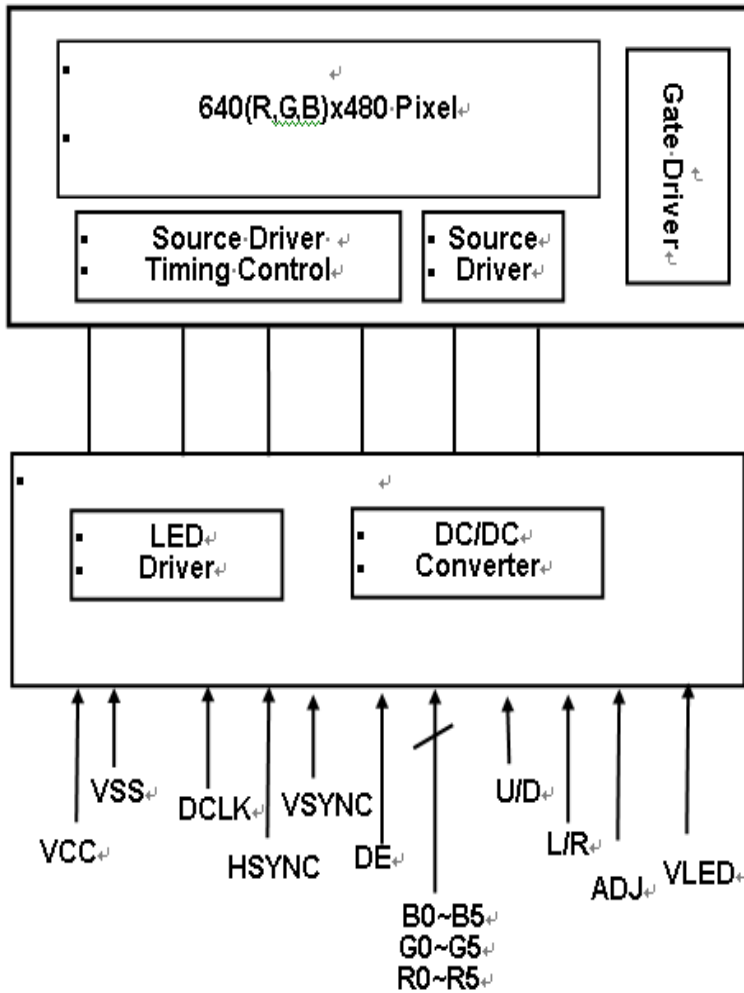 640(R,G,B)x480 Pixel
Gate Driver
Source Driver
Timing Control
Source
Driver
LED
Driver
DC/DC
Converter
VCC
VSS
DCLK
HSYNC
VSYNC
DE
B0~B5
G0~G5
R0~R5
U/D
L/R
ADJ
VLED